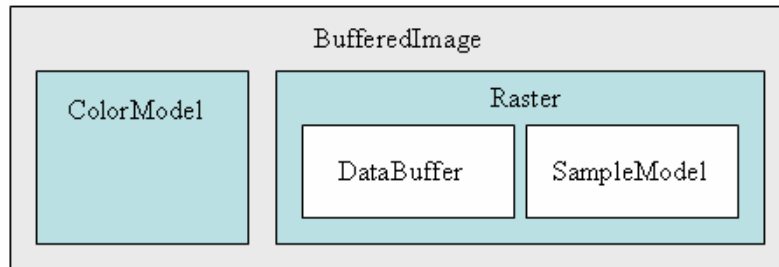 BufferedImage
ColorModel
Raster
DataBuffer
SampleModel